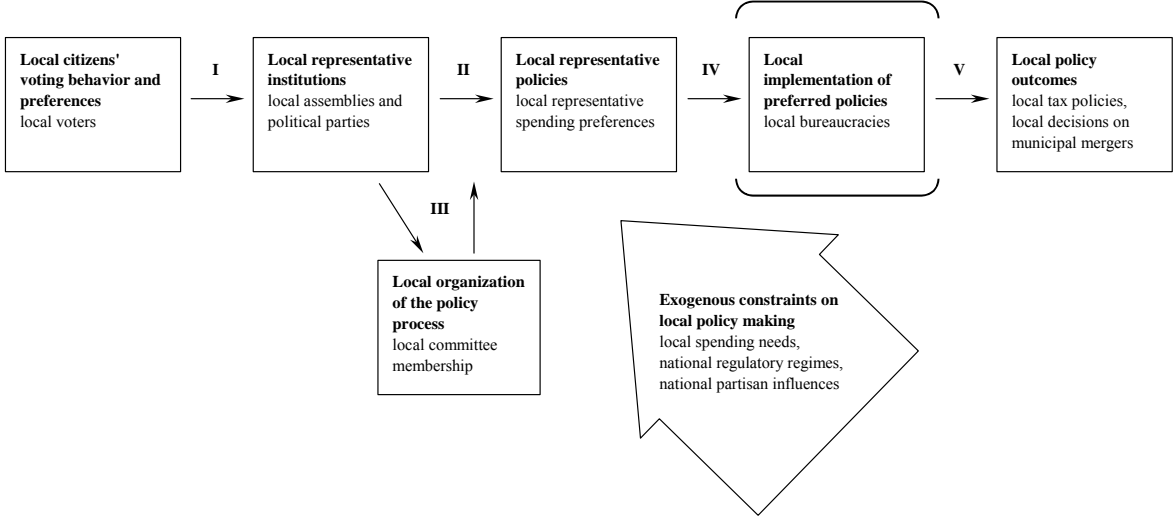 Local citizens'
voting behavior and
preferences
local voters
I
Local representative
institutions
local assemblies and
political parties
II
Local representative
policies
local representative
spending preferences
IV
Local
implementation of
preferred policies
local bureaucracies
V
Local policy
outcomes
local tax policies,
local decisions on
municipal mergers
III
Local organization
of the policy
process
local committee
membership
Exogenous constraints on
local policy making
local spending needs,
national regulatory regimes,
national partisan influences